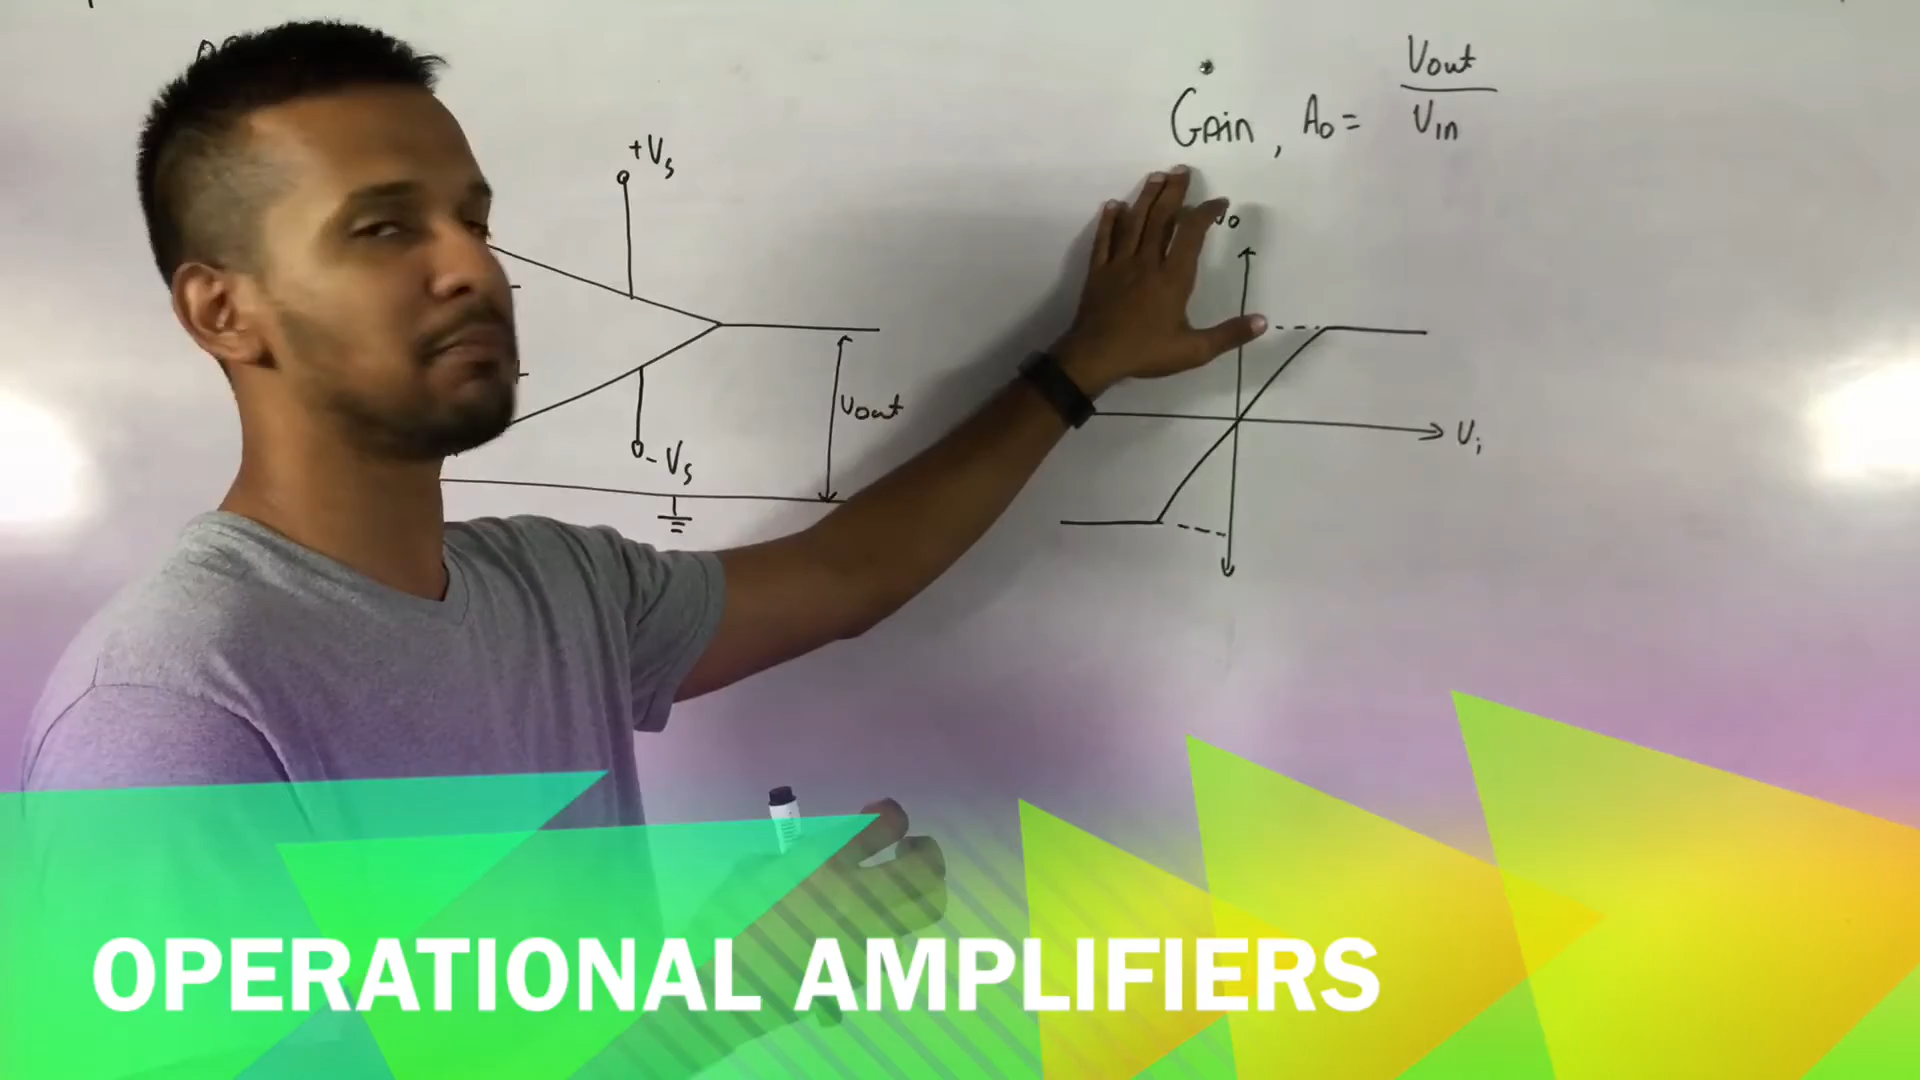 Vout
GAin, A₀ =
Vin
+Vs
Vout
-Vs
Vi
OPERATIONAL AMPLIFIERS